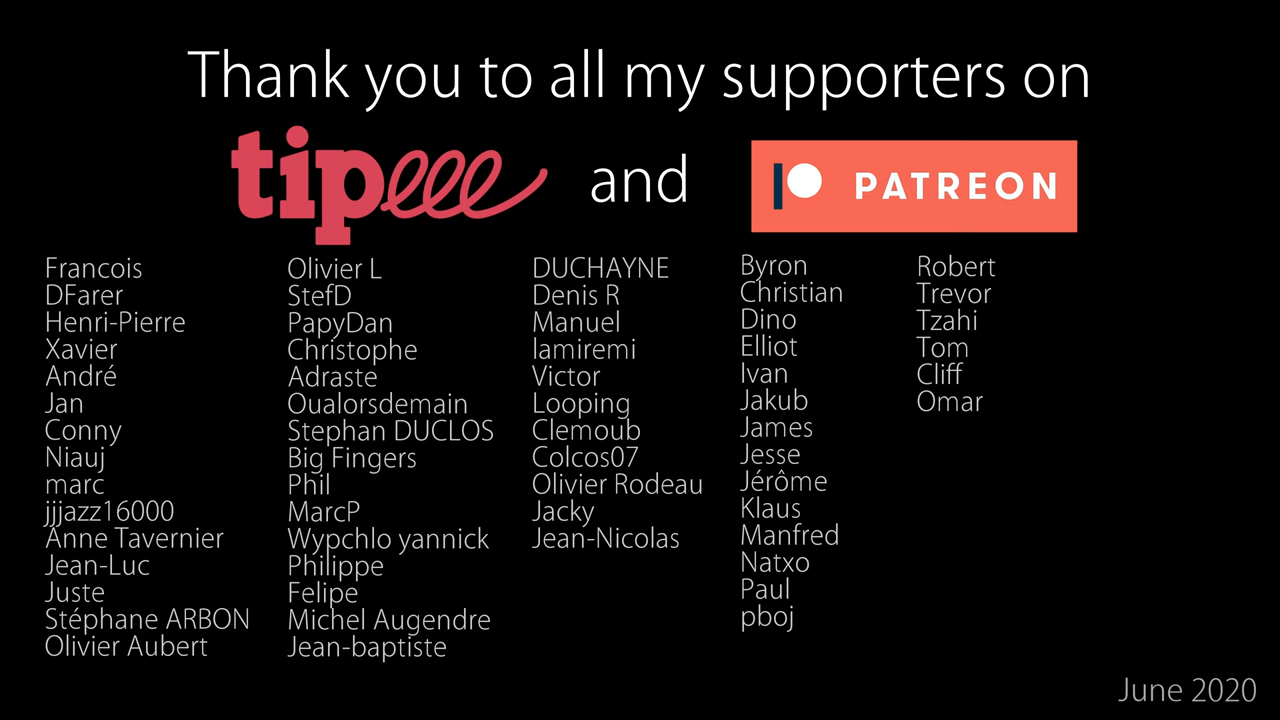 Thank you to all my supporters on
tipeee and PATREON
Francois
DFarer
Henri-Pierre
Xavier
André
Jan
Conny
Niauj
marc
jjjazz16000
Anne Tavernier
Jean-Luc
Juste
Stéphane ARBON
Olivier Aubert
Olivier L
StefD
PapyDan
Christophe
Adraste
Oualorsdemain
Stephan DUCLOS
Big Fingers
Phil
MarcP
Wypchlo yannick
Philippe
Felipe
Michel Augendre
Jean-baptiste
DUCHAYNE
Denis R
Manuel
lamiremi
Victor
Looping
Clemoub
Colcos07
Olivier Rodeau
Jacky
Jean-Nicolas
Byron
Christian
Dino
Elliot
Ivan
Jakub
James
Jesse
Jérôme
Klaus
Manfred
Natxo
Paul
pboj
Robert
Trevor
Tzahi
Tom
Cliff
Omar
June 2020